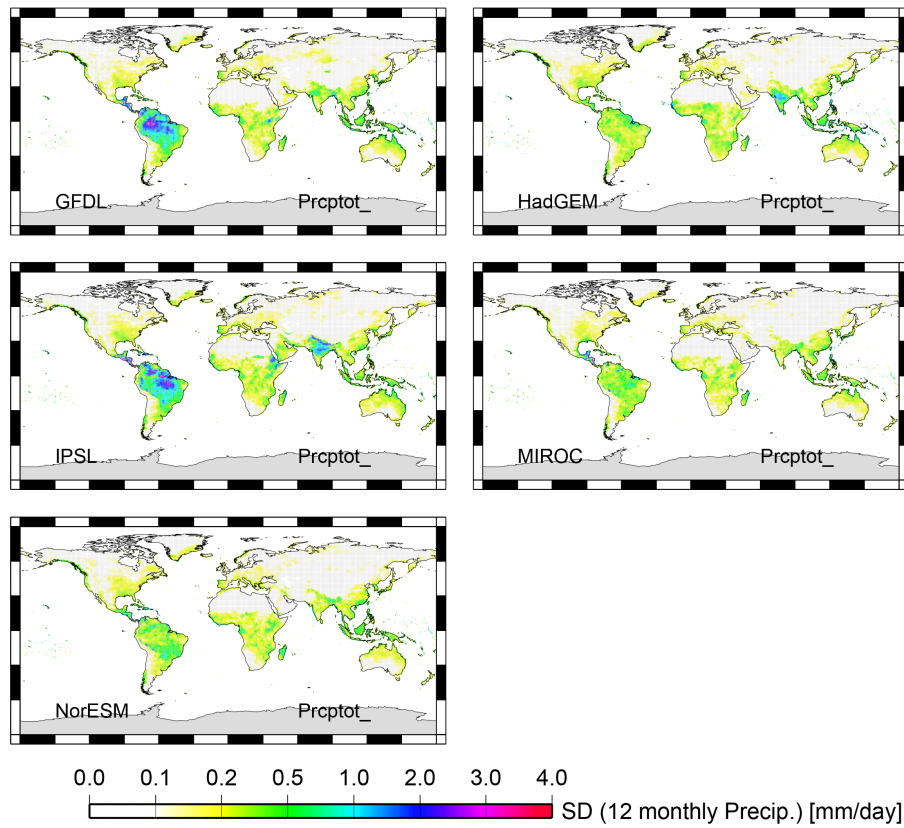 GFDL Prcptot_
HadGEM Prcptot_
IPSL Prcptot_
MIROC Prcptot_
NorESM Prcptot_
0.0 0.1 0.2 0.5 1.0 2.0 3.0 4.0
SD (12 monthly Precip.) [mm/day]